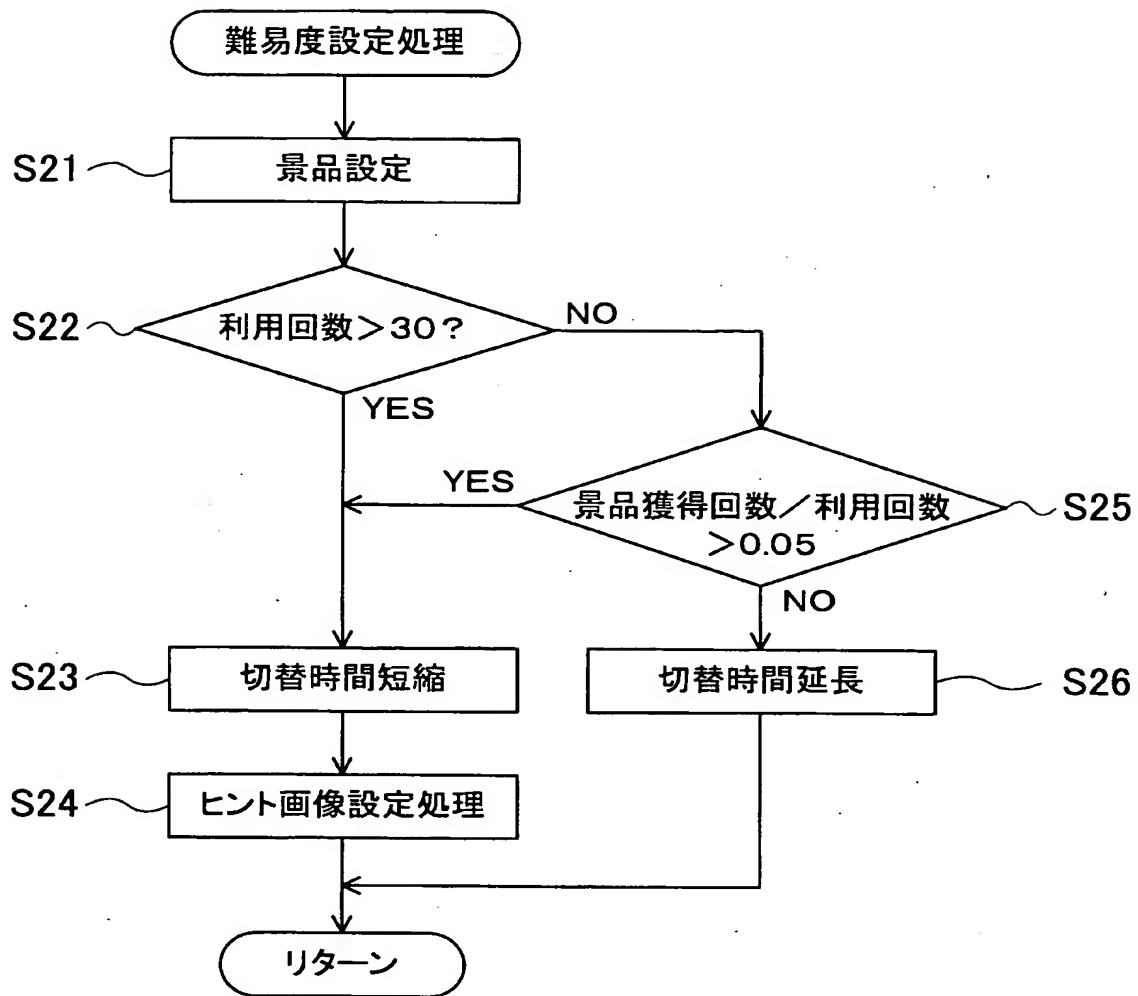 難易度設定処理
S21
景品設定
S22
利用回数＞30？
NO
YES
YES
景品獲得回数／利用回数
＞0.05
S25
NO
S23
切替時間短縮
切替時間延長
S26
S24
ヒント画像設定処理
リターン